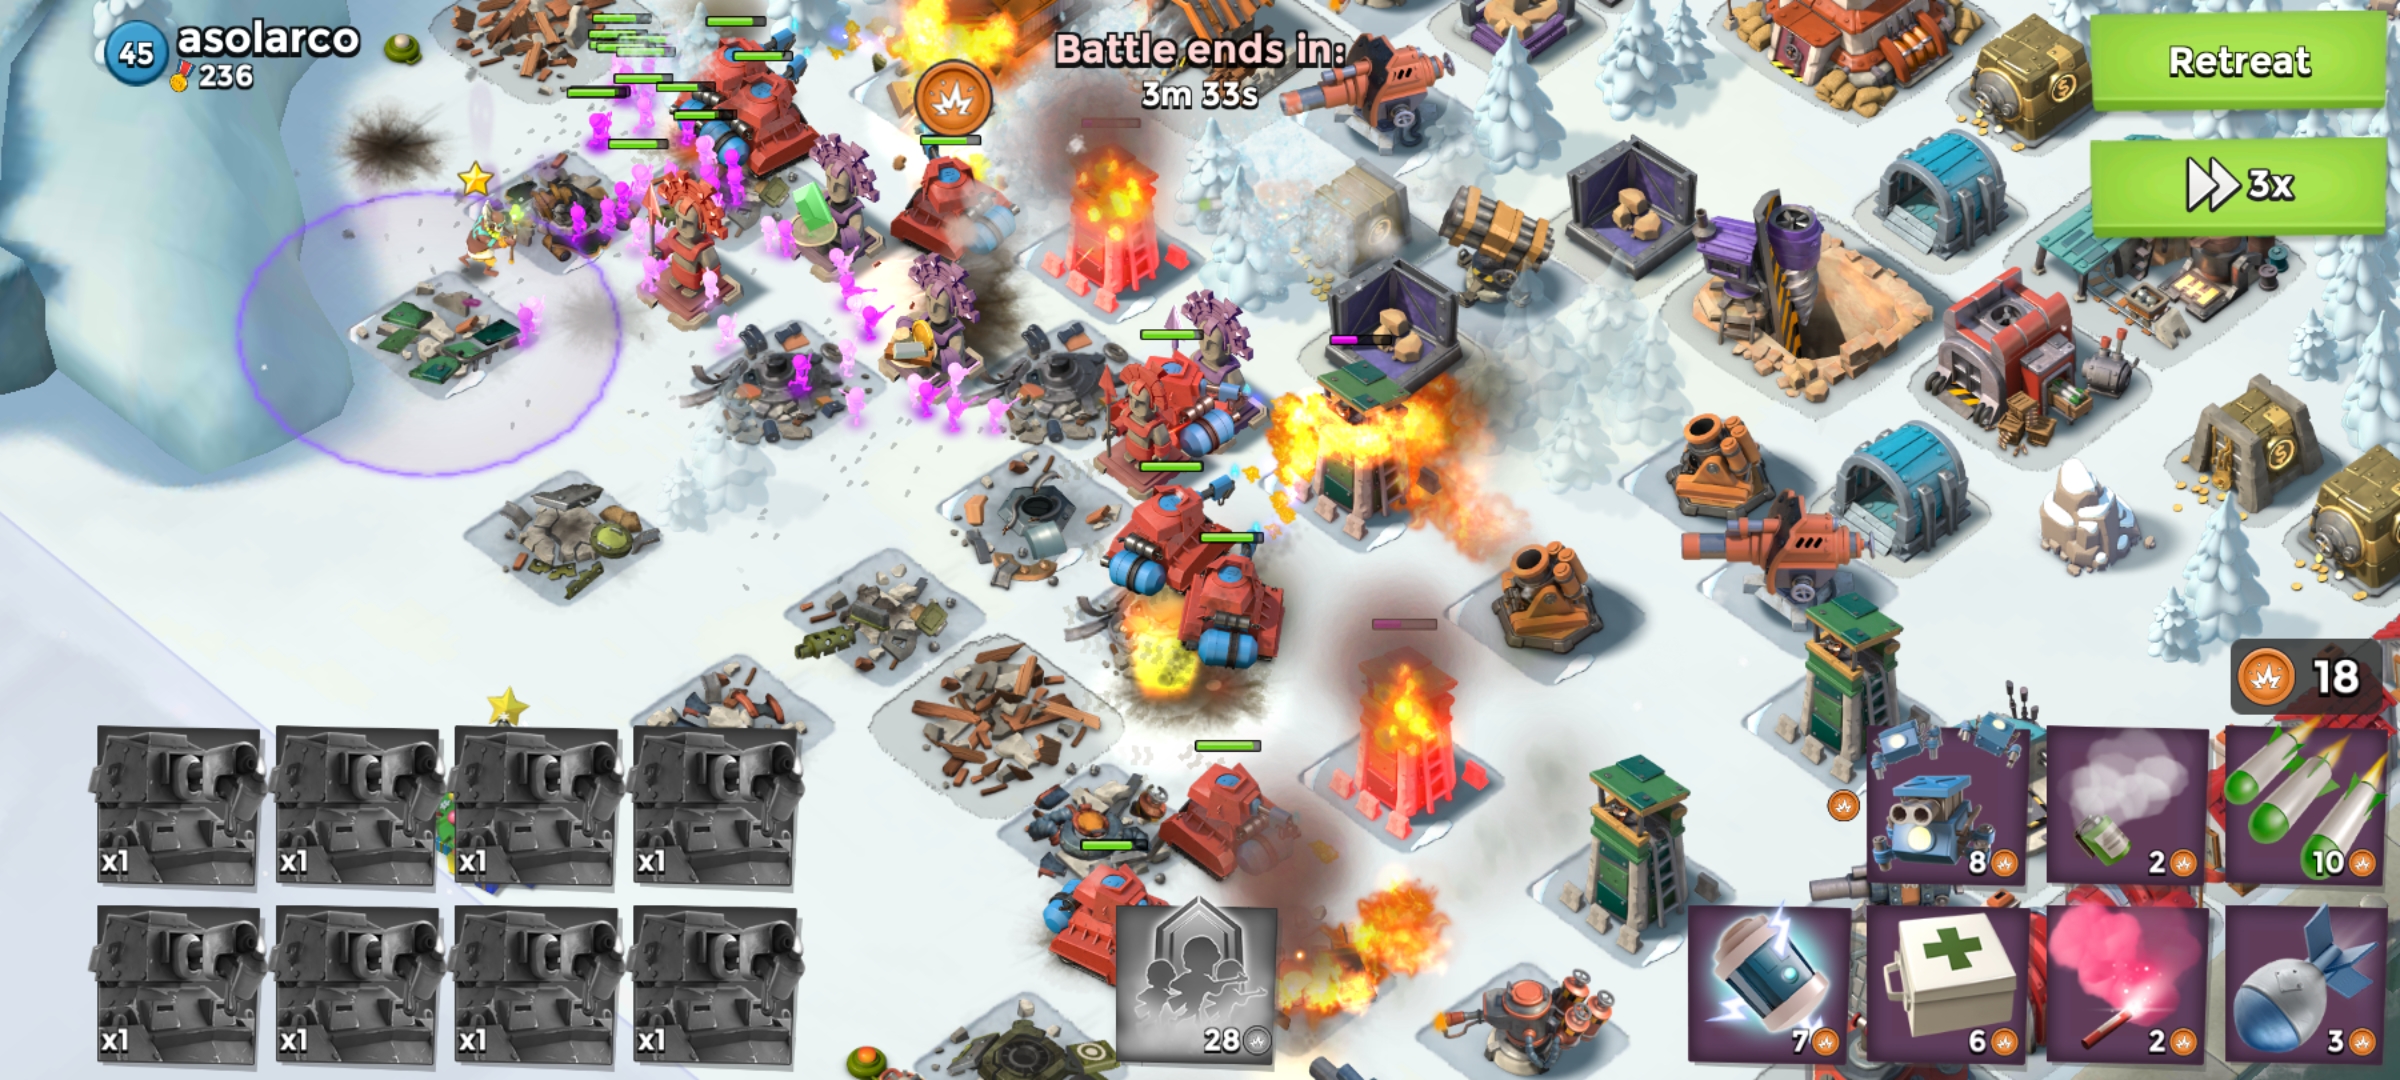 45 asolarco
236
Battle ends in:
3m 33s
Retreat
3x
18
x1 x1 x1 x1
8 2 10
x1 x1 x1 x1
28
7 6 2 3